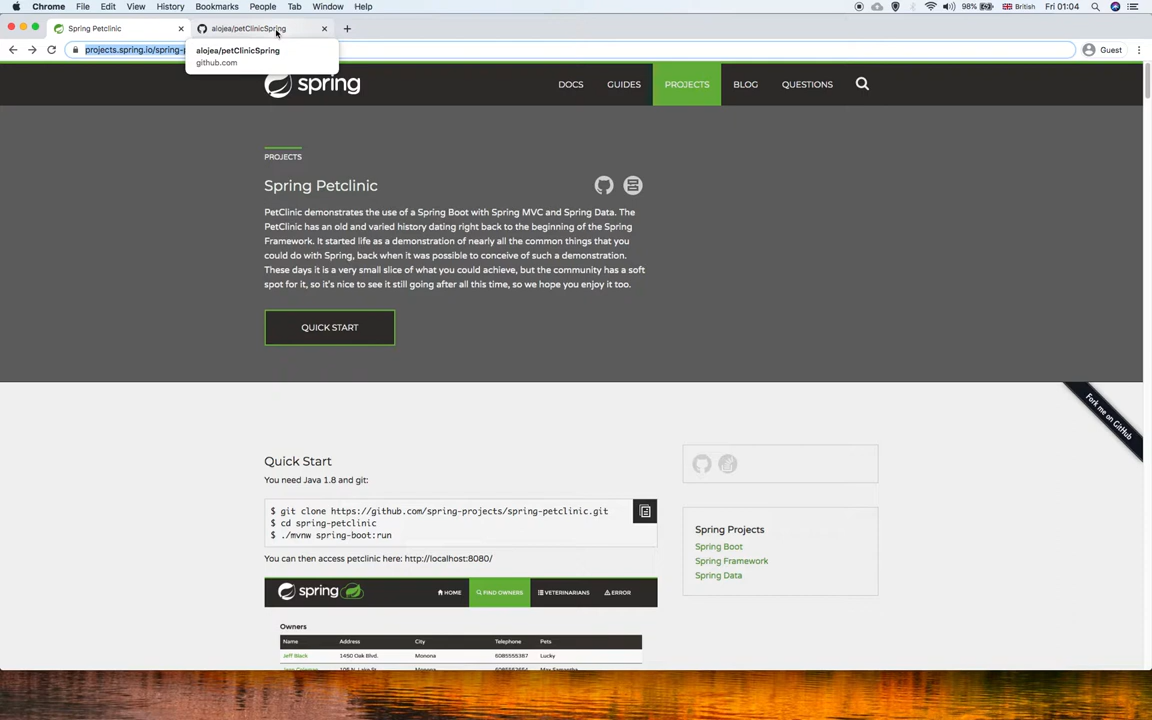 Chrome File Edit View History Bookmarks People Tab Window Help 98% British Fri 01:04
Spring Petclinic alojea/petClinicSpring
projects.spring.io/spring-p Guest
alojea/petClinicSpring
github.com
spring DOCS GUIDES PROJECTS BLOG QUESTIONS
PROJECTS
Spring Petclinic
PetClinic demonstrates the use of a Spring Boot with Spring MVC and Spring Data. The
PetClinic has an old and varied history dating right back to the beginning of the Spring
Framework. It started life as a demonstration of nearly all the common things that you
could do with Spring, back when it was possible to conceive of such a demonstration.
These days it is a very small slice of what you could achieve, but the community has a soft
spot for it, so it's nice to see it still going after all this time, so we hope you enjoy it too.
QUICK START
Fork me on GitHub
Quick Start
You need Java 1.8 and git:
$ git clone https://github.com/spring-projects/spring-petclinic.git
$ cd spring-petclinic
$ ./mvnw spring-boot:run
You can then access petclinic here: http://localhost:8080/
spring HOME FIND OWNERS VETERINARIANS ERROR
Owners
Name Address City Telephone Pets
Jeff Black 1450 Oak Blvd. Monona 6085555387 Lucky
Spring Projects
Spring Boot
Spring Framework
Spring Data